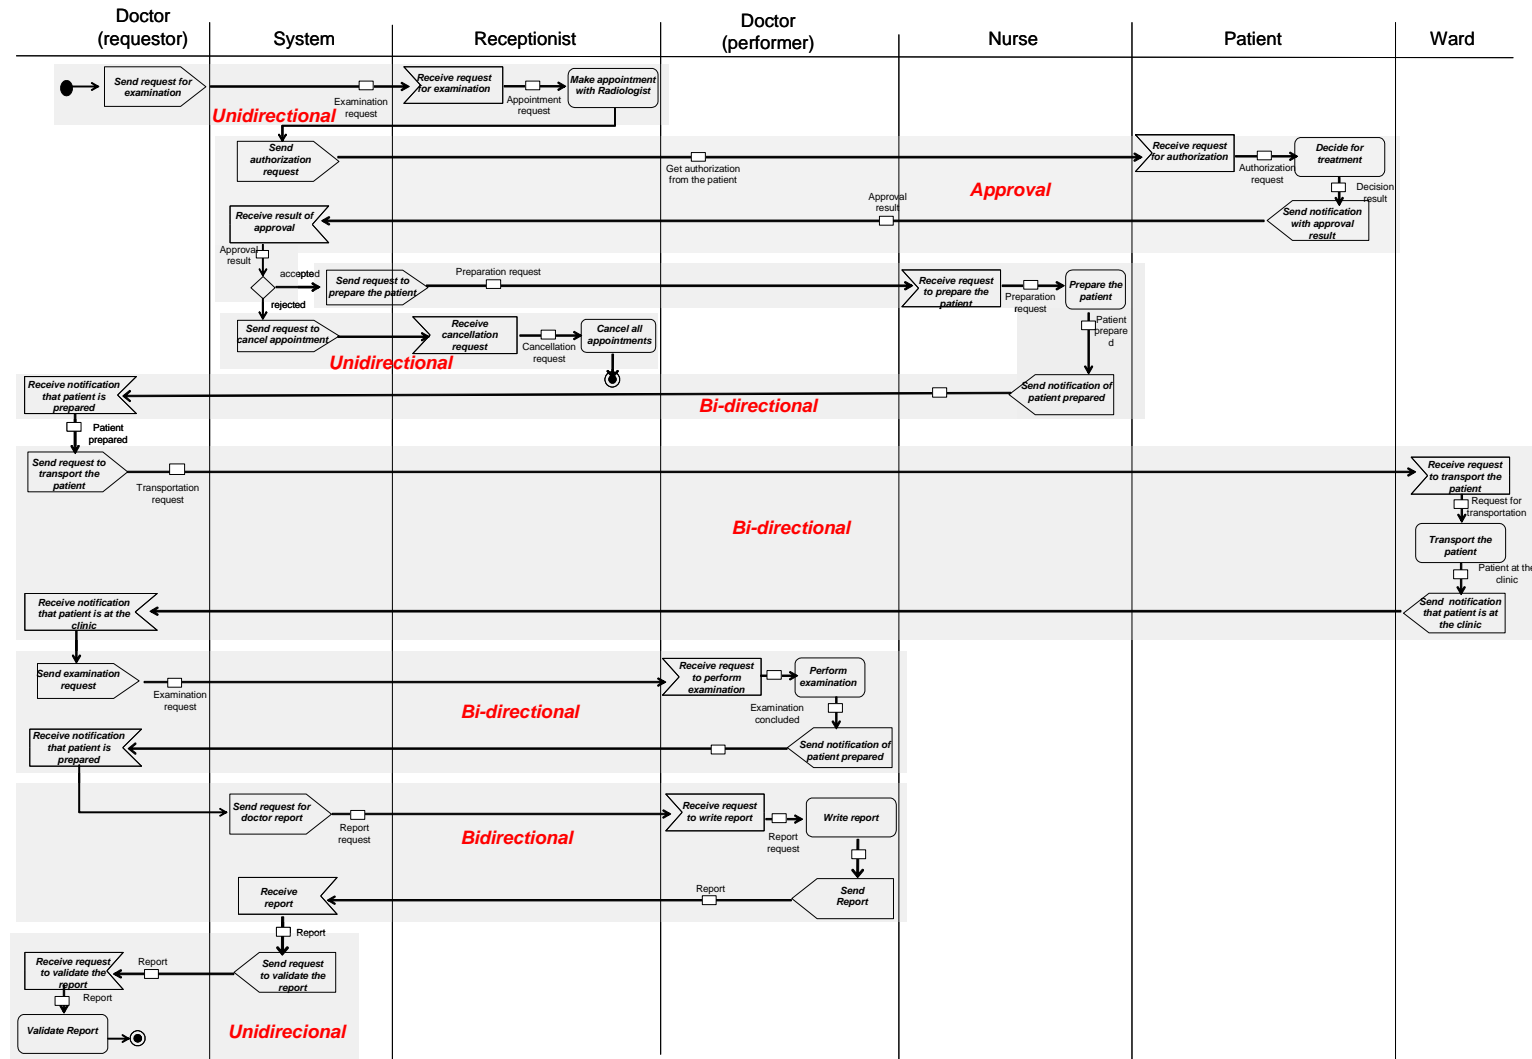 Doctor
(requestor)
System
Receptionist
Doctor
(performer)
Nurse
Patient
Ward
Send request for
examination
Examination
request
Receive request
for examination
Appointment
request
Make appointment
with Radiologist
Unidirectional
Send
authorization
request
Get authorization
from the patient
Receive request
for authorization
Authorization
request
Decide for
treatment
Approval
Decision
result
Receive result of
approval
Approval
result
Send notification
with approval
result
Approval
result
accepted
rejected
Send request to
prepare the patient
Preparation request
Receive request
to prepare the
patient
Preparation
request
Prepare the
patient
Send request to
cancel appointment
Receive
cancellation
request
Cancellation
request
Cancel all
appointments
Patient
prepare
d
Unidirectional
Receive notification
that patient is
prepared
Send notification of
patient prepared
Bi-directional
Patient
prepared
Send request to
transport the
patient
Transportation
request
Receive request
to transport the
patient
Request for
transportation
Bi-directional
Transport the
patient
Patient at the
clinic
Receive notification
that patient is at the
clinic
Send notification
that patient is at
the clinic
Send examination
request
Examination
request
Receive request
to perform
examination
Perform
examination
Bi-directional
Examination
concluded
Receive notification
that patient is
prepared
Send notification of
patient prepared
Send request for
doctor report
Report
request
Receive request
to write report
Report
request
Write report
Bidirectional
Receive
report
Report
Send
Report
Report
Receive request
to validate the
report
Report
Send request
to validate the
report
Report
Validate Report
Unidirecional